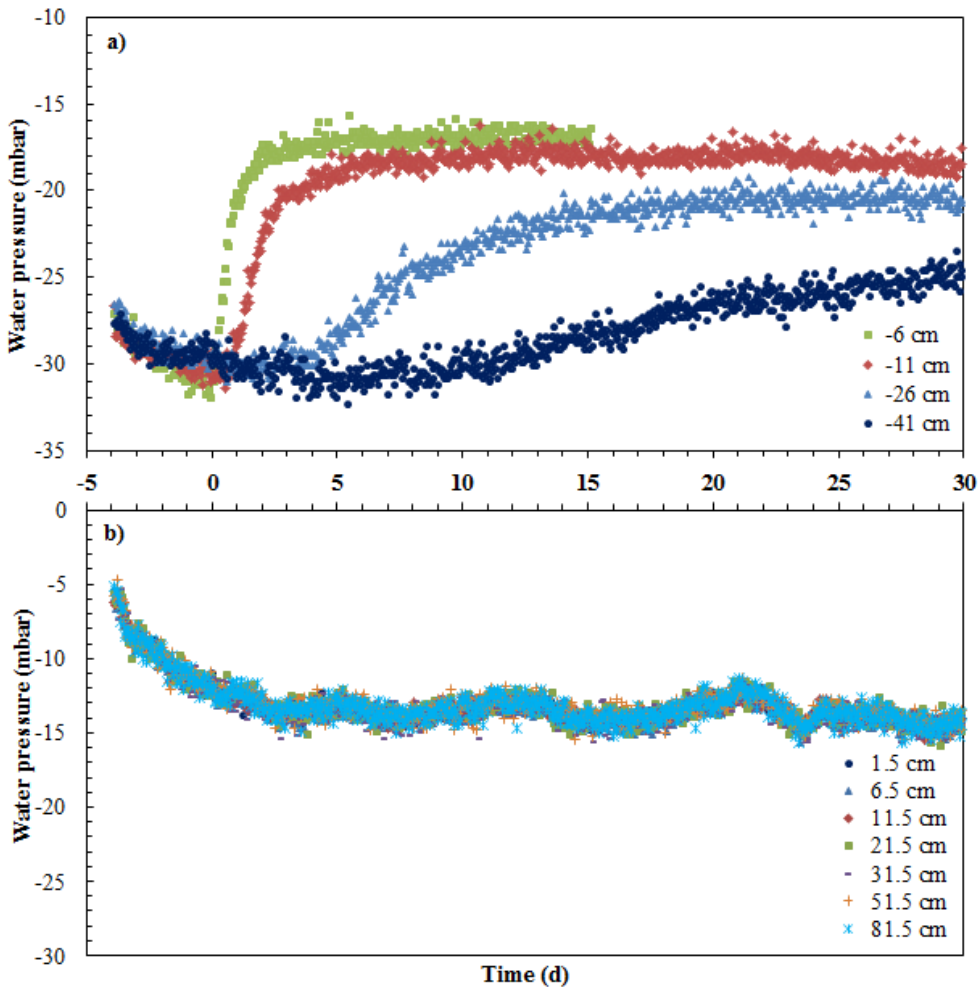 a)
Water pressure (mbar)
-10
-15
-20
-25
-30
-35
-6 cm
-11 cm
-26 cm
-41 cm
-5 0 5 10 15 20 25 30
b)
Water pressure (mbar)
0
-5
-10
-15
-20
-25
-30
1.5 cm
6.5 cm
11.5 cm
21.5 cm
31.5 cm
51.5 cm
81.5 cm
Time (d)